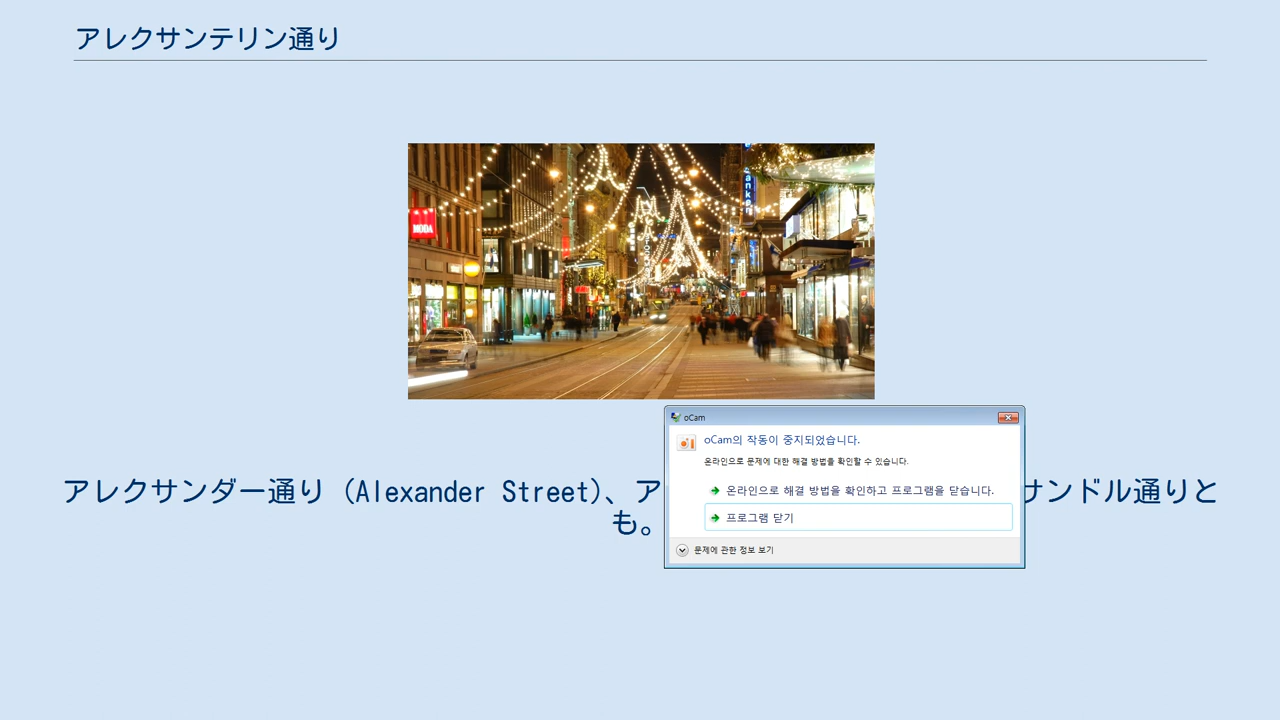 アレクサンテリン通り
MODA
アレクサンダー通り（Alexander Street）、ア
サンドル通りと
も。
oCam
oCam의 작동이 중지되었습니다.
온라인으로 문제에 대한 해결 방법을 확인할 수 있습니다.
온라인으로 해결 방법을 확인하고 프로그램을 닫습니다.
프로그램 닫기
문제에 관한 정보 보기